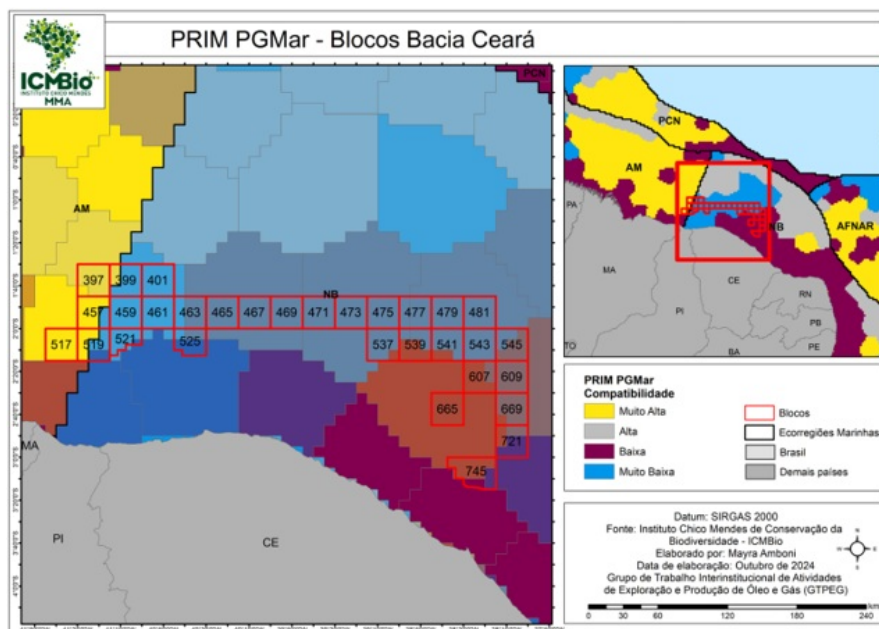 ICMBio
INSTITUTO CHICO MENDES
MMA
PRIM PGMar - Blocos Bacia Ceará
PCN
AM
NB
397 399 401
457 459 461 463 465 467 469 471 473 475 477 479 481
517 519 521 525 537 539 541 543 545
607 609
665 669
721
745
MA
PI
CE
PCN
AM
AFNAR
NB
PA
MA
CE
RN
PI
PB
PE
TO
BA
PRIM PGMar
Compatibilidade
Muito Alta
Alta
Baixa
Muito Baixa
Blocos
Ecorregiões Marinhas
Brasil
Demais países
Datum: SIRGAS 2000
Fonte: Instituto Chico Mendes de Conservação da
Biodiversidade - ICMBio
Elaborado por: Mayra Amboni
Data de elaboração: Outubro de 2024
Grupo de Trabalho Interinstitucional de Atividades
de Exploração e Produção de Óleo e Gás (GTPEG)
N
W E
S
0 40 80 160 240
km